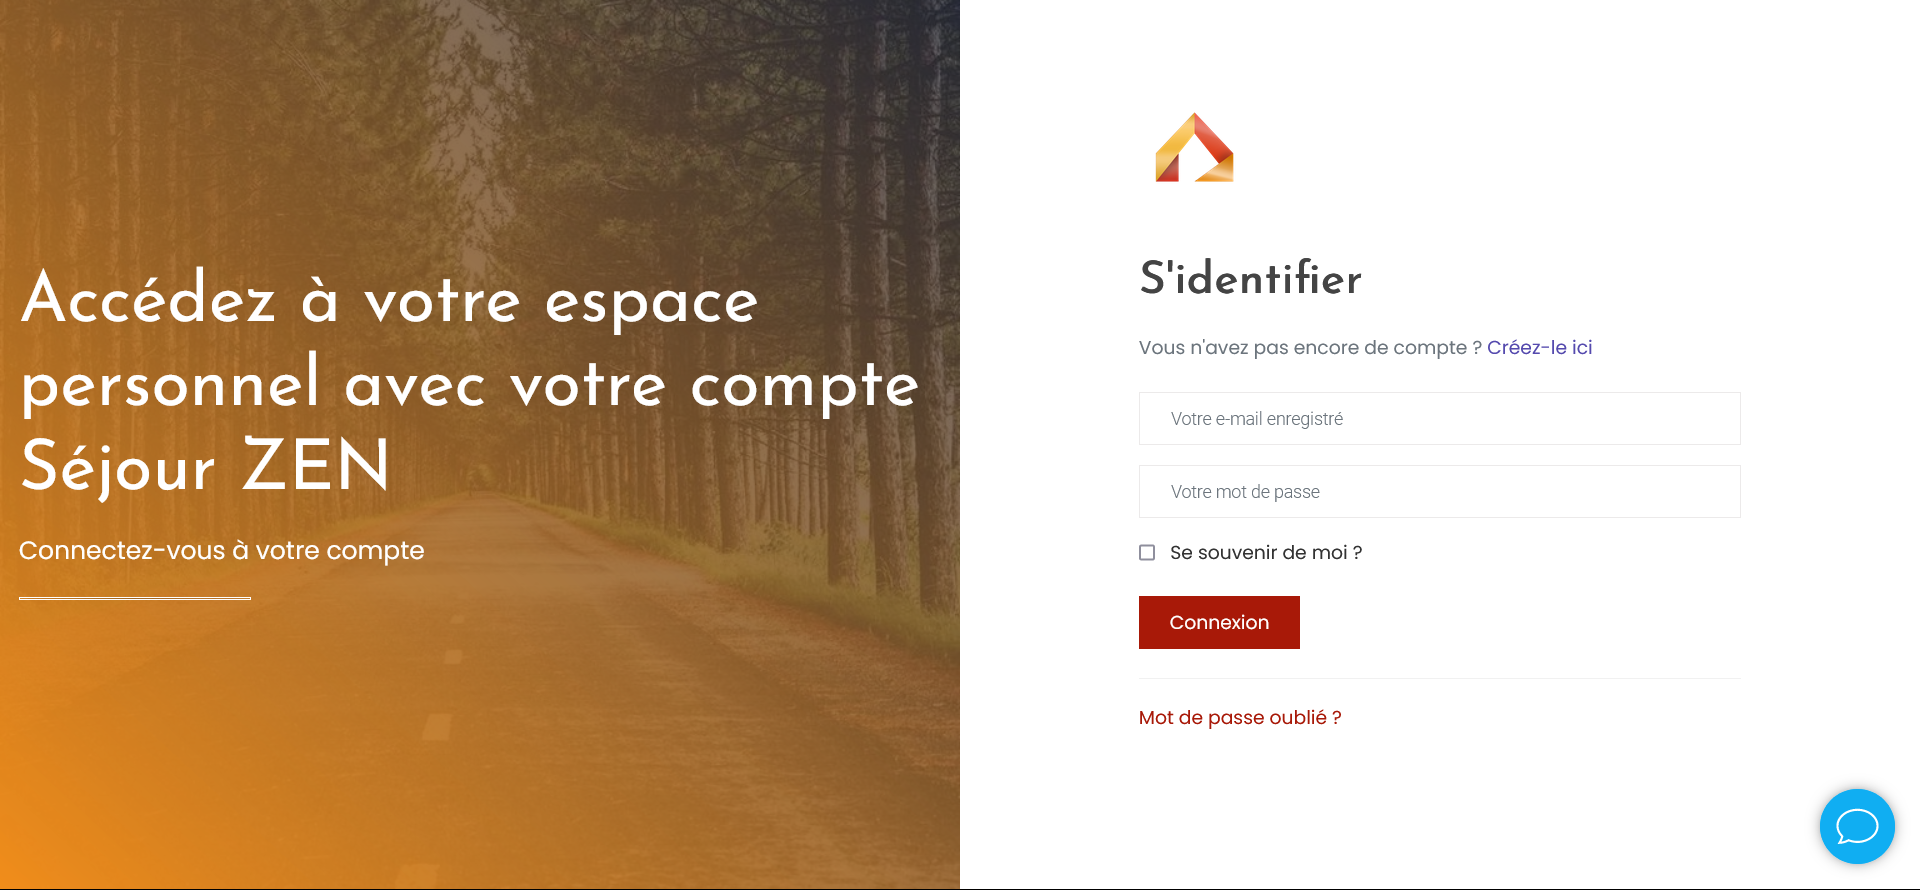 Accédez à votre espace
personnel avec votre compte
Séjour ZEN
Connectez-vous à votre compte
S'identifier
Vous n'avez pas encore de compte ? Créez-le ici
Votre e-mail enregistré
Votre mot de passe
Se souvenir de moi ?
Connexion
Mot de passe oublié ?